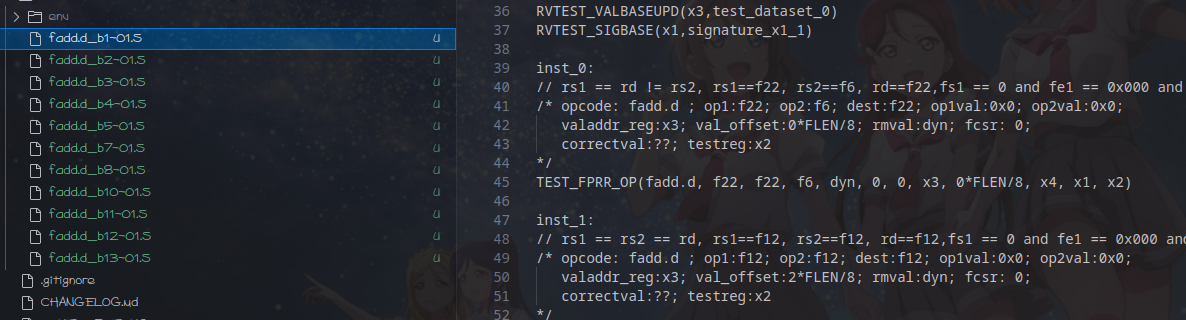 env
fadd.d_b1-01.S
U
fadd.d_b2-01.S
U
fadd.d_b3-01.S
U
fadd.d_b4-01.S
U
fadd.d_b5-01.S
U
fadd.d_b7-01.S
U
fadd.d_b8-01.S
U
fadd.d_b10-01.S
U
fadd.d_b11-01.S
U
fadd.d_b12-01.S
U
fadd.d_b13-01.S
U
.gitignore
CHANGELOG.md
36 RVTEST_VALBASEUPD(x3,test_dataset_0)
37 RVTEST_SIGBASE(x1,signature_x1_1)
38
39 inst_0:
40 // rs1 == rd != rs2, rs1==f22, rs2==f6, rd==f22,fs1 == 0 and fe1 == 0x000 and
41 /* opcode: fadd.d ; op1:f22; op2:f6; dest:f22; op1val:0x0; op2val:0x0;
42 valaddr_reg:x3; val_offset:0*FLEN/8; rmval:dyn; fcsr: 0;
43 correctval:??; testreg:x2
44 */
45 TEST_FPRR_OP(fadd.d, f22, f22, f6, dyn, 0, 0, x3, 0*FLEN/8, x4, x1, x2)
46
47 inst_1:
48 // rs1 == rs2 == rd, rs1==f12, rs2==f12, rd==f12,fs1 == 0 and fe1 == 0x000 and
49 /* opcode: fadd.d ; op1:f12; op2:f12; dest:f12; op1val:0x0; op2val:0x0;
50 valaddr_reg:x3; val_offset:2*FLEN/8; rmval:dyn; fcsr: 0;
51 correctval:??; testreg:x2
52 */